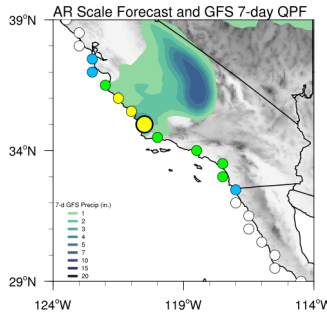 AR Scale Forecast and GFS 7-day QPF
39°N
34°N
7-d GFS Precip (in.)
1
2
3
4
5
7
10
15
20
29°N
124°W
119°W
114°W